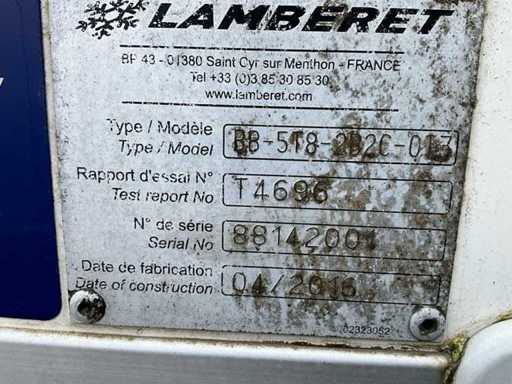 LAMBERET
BP 43 - 01380 Saint Cyr sur Menthon - FRANCE
Tel +33 (0)3 85 30 85 30
www.lamberet.com
Type / Modèle
Type / Model
Rapport d'essai N°
Test report No
T4696
N° de série
Serial No
88142001
Date de fabrication
Date of construction
04/2016
02323052